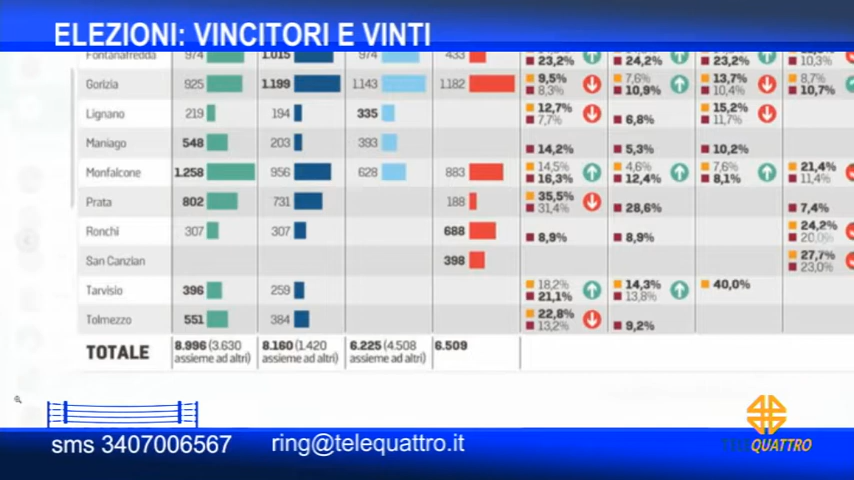 ELEZIONI: VINCITORI E VINTI
Fontanafredda 974 1.015 974 433 23,2% 24,2% 23,2% 10,3%
Gorizia 925 1.199 1.143 1.182 9,5% 8,3% 7,6% 10,9% 13,7% 10,4% 8,7% 10,7%
Lignano 219 194 335 12,7% 7,7% 6,8% 15,2% 11,7%
Maniago 548 203 393 14,2% 5,3% 10,2%
Monfalcone 1.258 956 628 883 14,5% 16,3% 4,6% 12,4% 7,6% 8,1% 21,4% 11,4%
Prata 802 731 188 35,5% 31,4% 28,6% 7,4%
Ronchi 307 307 688 8,9% 8,9% 24,2% 20,0%
San Canzian 398 27,7% 23,0%
Tarvisio 396 259 18,2% 21,1% 14,3% 13,8% 40,0%
Tolmezzo 551 384 22,8% 13,2% 9,2%
TOTALE 8.996 (3.630 assieme ad altri) 8.160 (1.420 assieme ad altri) 6.225 (4.508 assieme ad altri) 6.509
sms 3407006567 ring@telequattro.it TELEQUATTRO